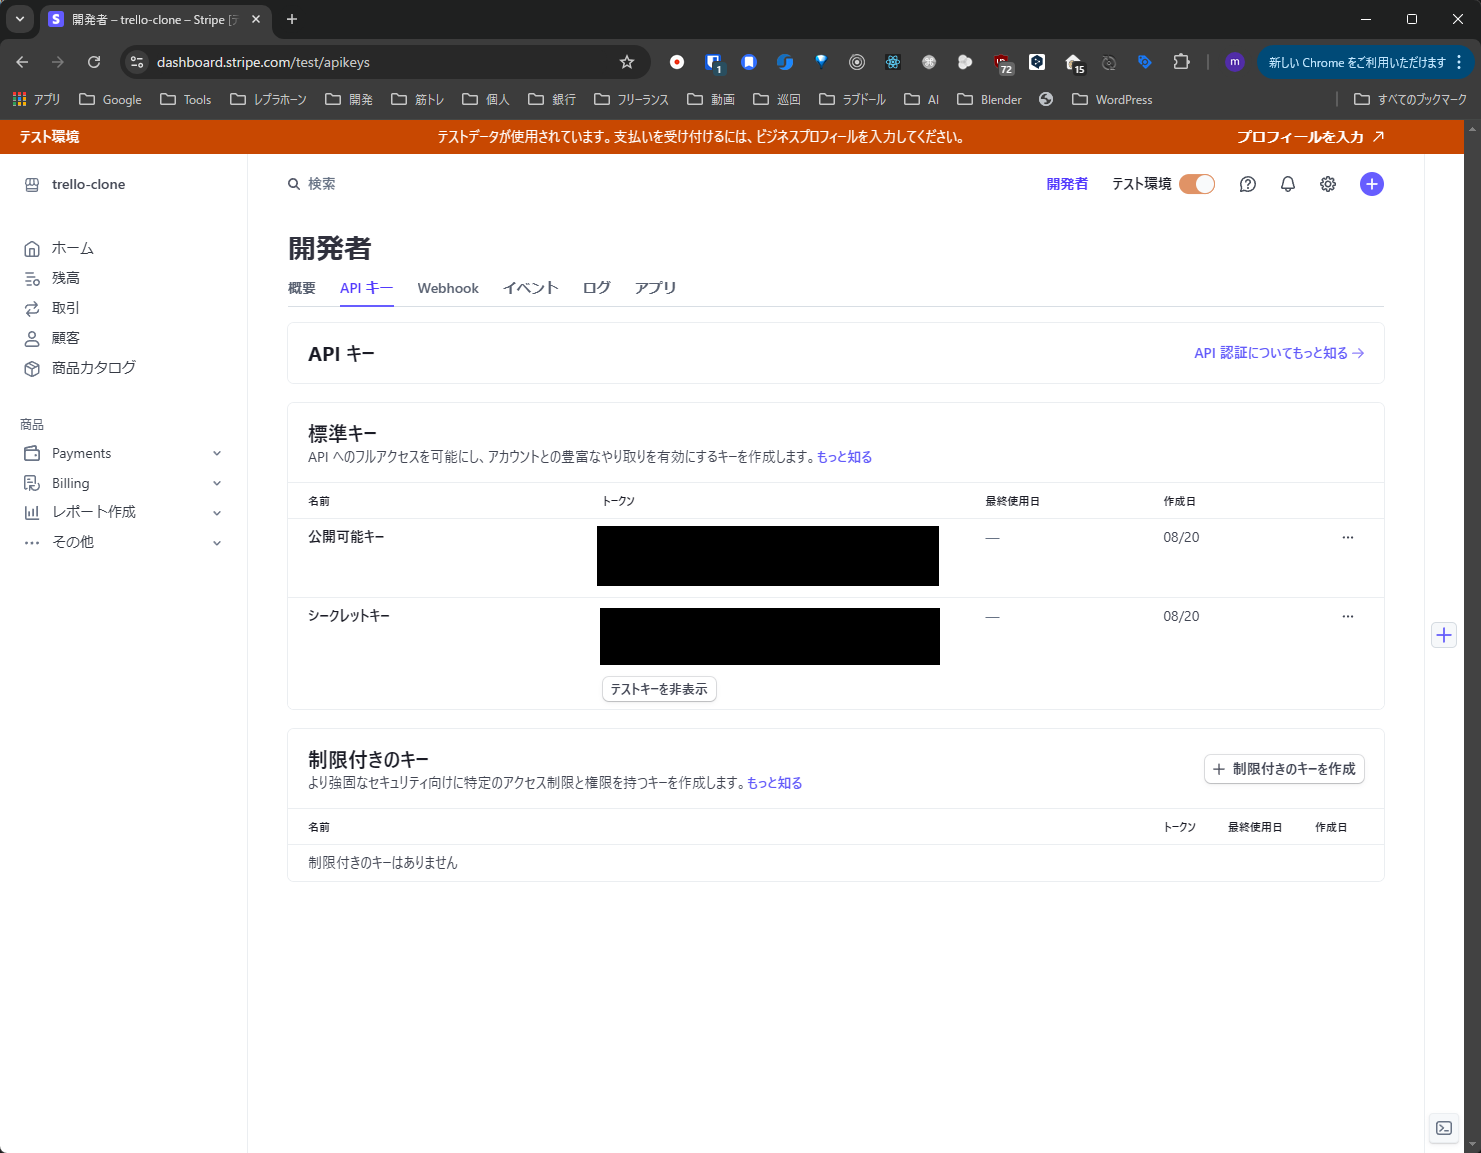 開発者 – trello-clone – Stripe [テ
dashboard.stripe.com/test/apikeys
1
72
15
m
新しい Chrome をご利用いただけます
アプリ
Google
Tools
レプラホーン
開発
筋トレ
個人
銀行
フリーランス
動画
巡回
ラブドール
AI
Blender
WordPress
すべてのブックマーク
テスト環境
テストデータが使用されています。支払いを受け付けるには、ビジネスプロフィールを入力してください。
プロフィールを入力
trello-clone
検索
開発者
テスト環境
ホーム
残高
取引
顧客
商品カタログ
商品
Payments
Billing
レポート作成
その他
開発者
概要
API キー
Webhook
イベント
ログ
アプリ
API キー
API 認証についてもっと知る
標準キー
API へのフルアクセスを可能にし、アカウントとの豊富なやり取りを有効にするキーを作成します。もっと知る
名前
トークン
最終使用日
作成日
公開可能キー
—
08/20
シークレットキー
—
08/20
テストキーを非表示
制限付きのキー
より強固なセキュリティ向けに特定のアクセス制限と権限を持つキーを作成します。もっと知る
制限付きのキーを作成
名前
トークン
最終使用日
作成日
制限付きのキーはありません